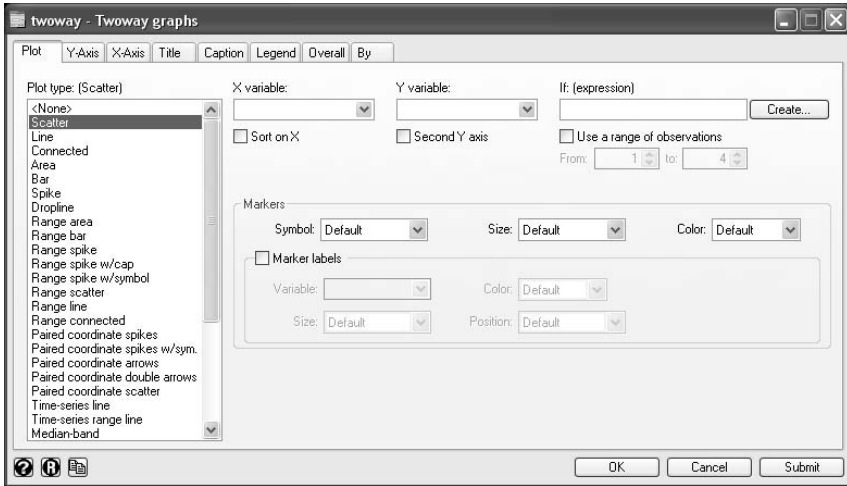 twoway - Twoway graphs
Plot Y-Axis X-Axis Title Caption Legend Overall By
Plot type: (Scatter)
<None>
Scatter
Line
Connected
Area
Bar
Spike
Dropline
Range area
Range bar
Range spike
Range spike w/cap
Range spike w/symbol
Range scatter
Range line
Range connected
Paired coordinate spikes
Paired coordinate spikes w/sym.
Paired coordinate arrows
Paired coordinate double arrows
Paired coordinate scatter
Time-series line
Time-series range line
Median-band
X variable: Y variable: If: (expression)
Create...
Sort on X Second Y axis Use a range of observations
From: 1 to: 4
Markers
Symbol: Default Size: Default Color: Default
Marker labels
Variable: Color: Default
Size: Default Position: Default
? R
OK Cancel Submit